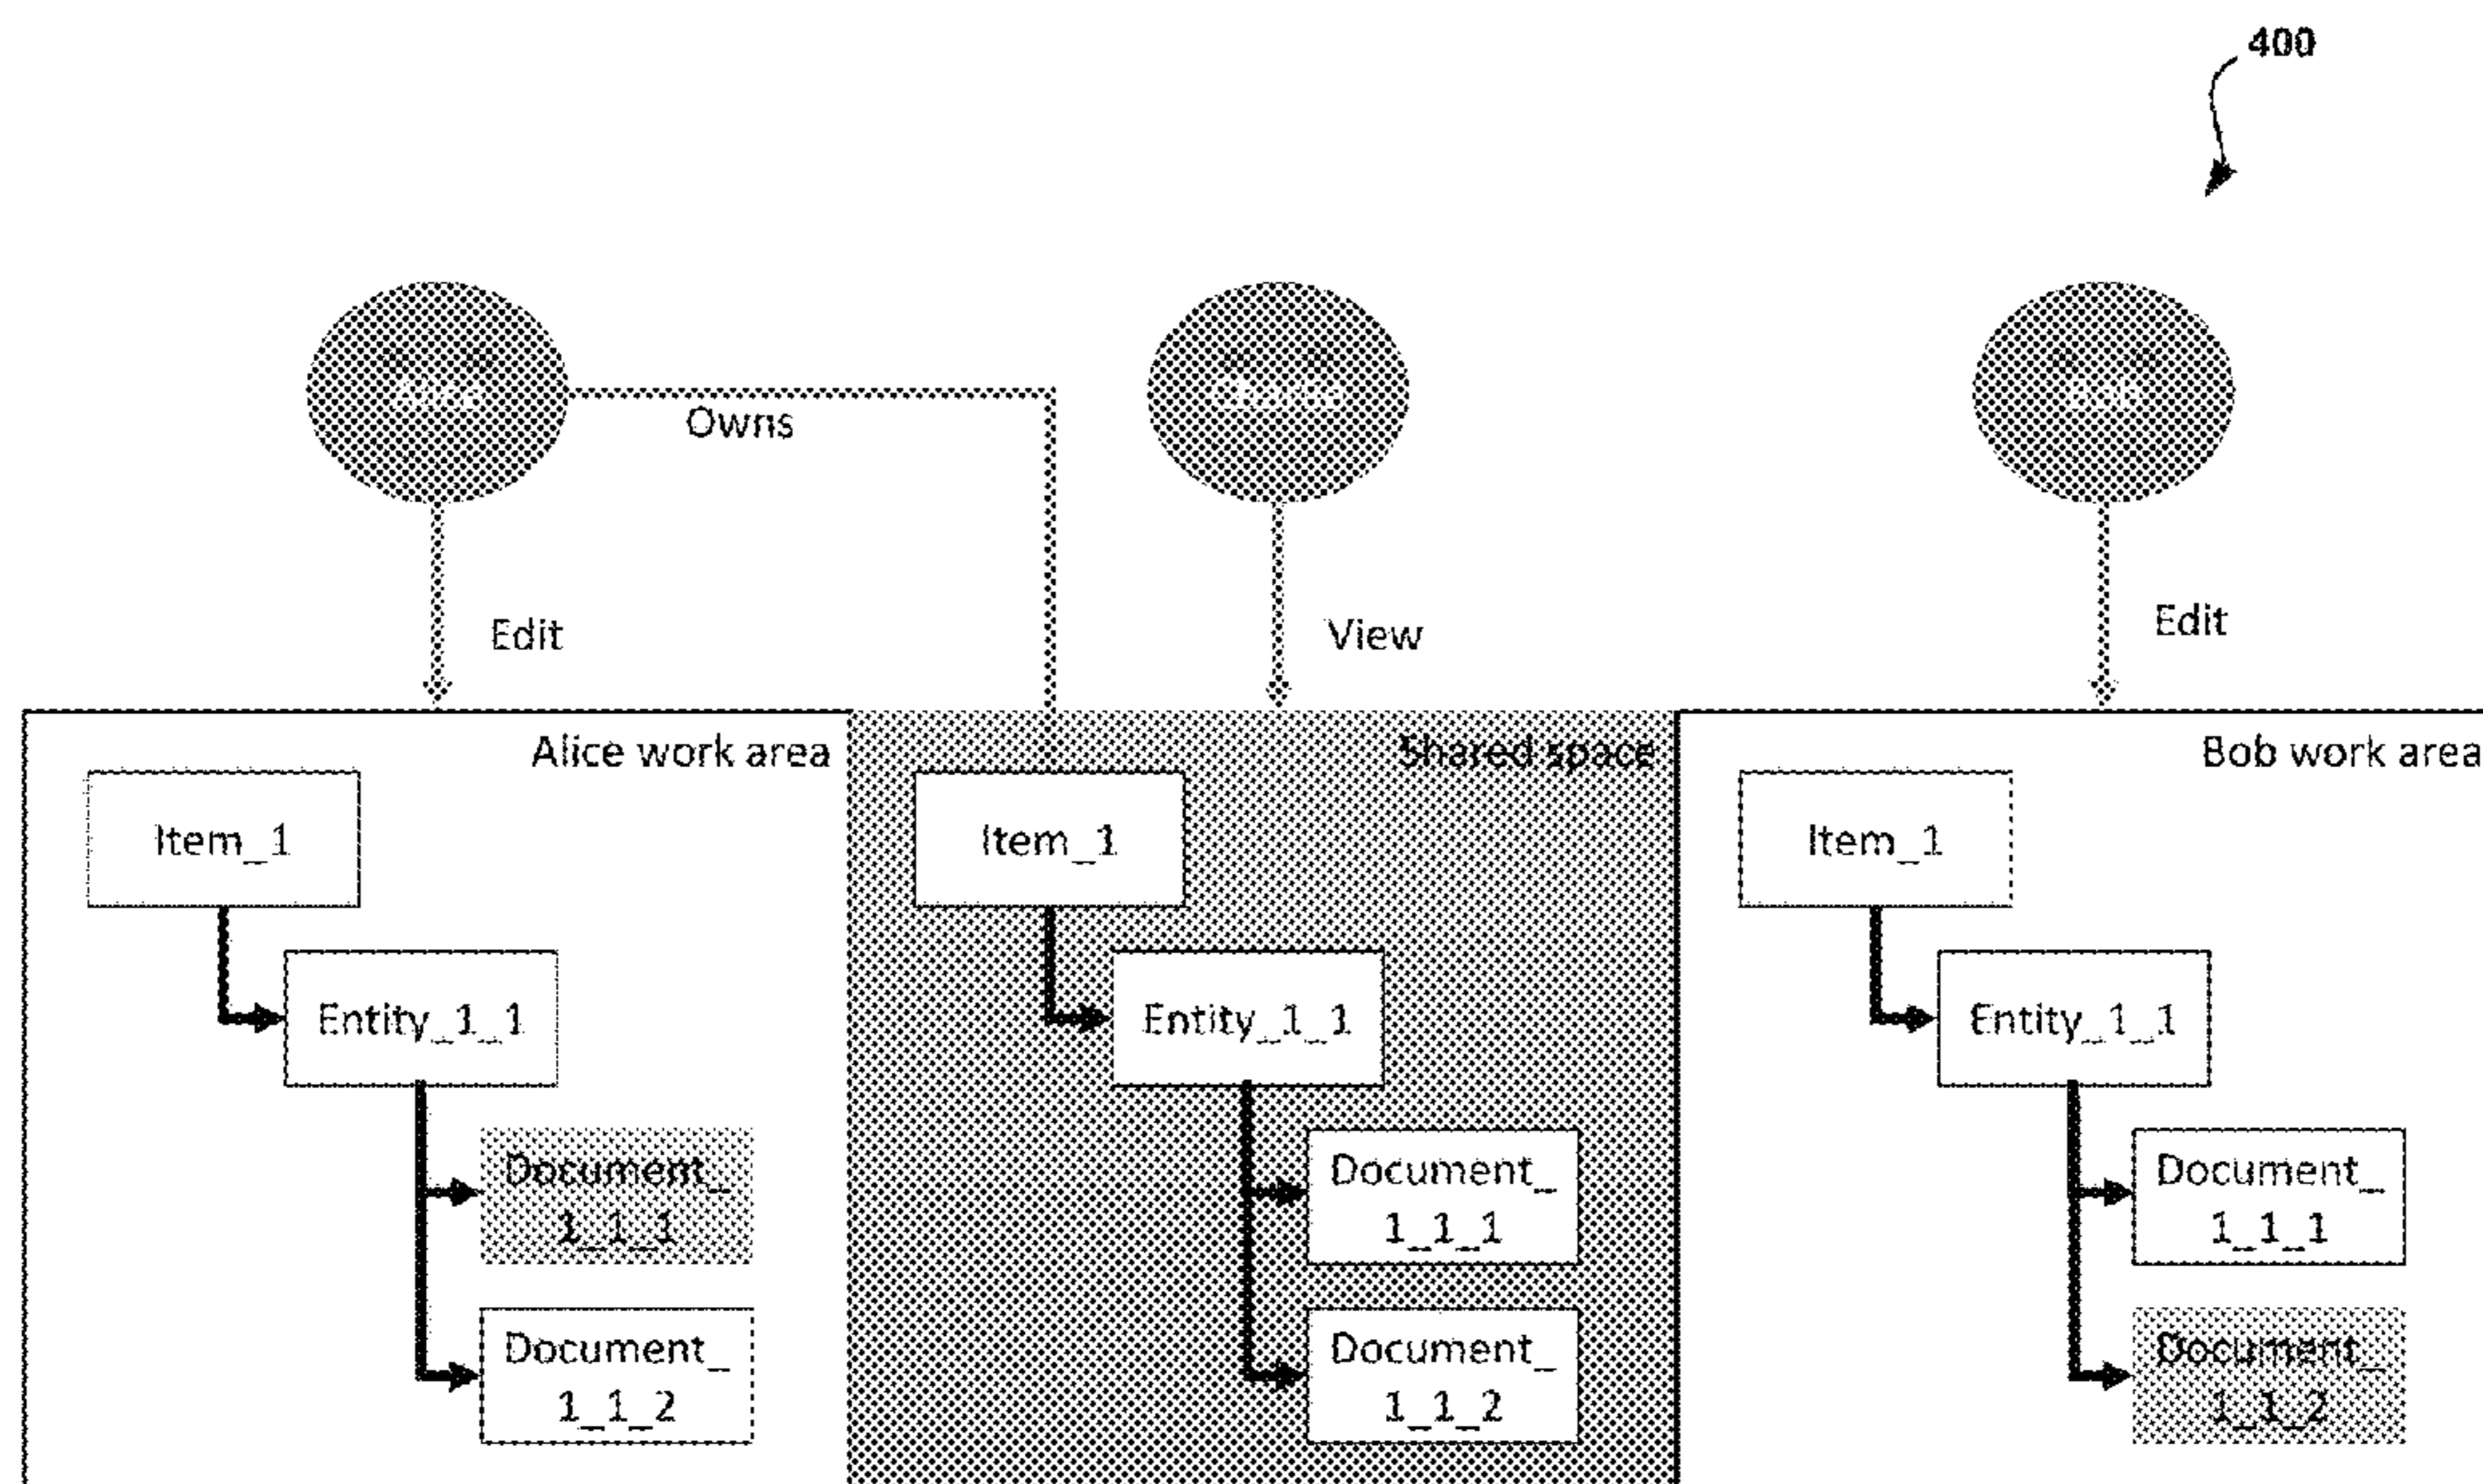 400
Owns
Edit
View
Edit
Alice work area
Shared space
Bob work area
Item_1
Item_1
Item_1
Entity_1_1
Entity_1_1
Entity_1_1
Document_
1_1_1
Document_
1_1_1
Document_
1_1_1
Document_
1_1_2
Document_
1_1_2
Document_
1_1_2